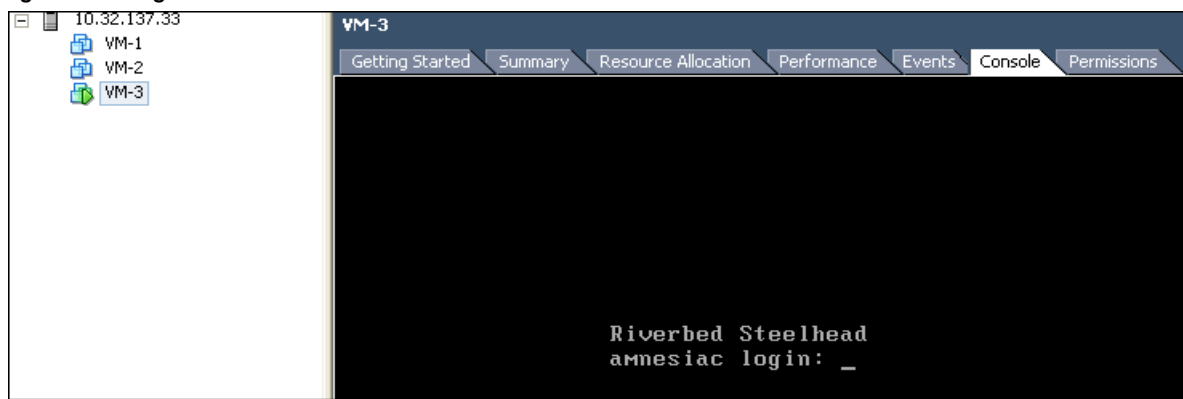 10.32.137.33
VM-1
VM-2
VM-3
VM-3
Getting Started Summary Resource Allocation Performance Events Console Permissions
Riverbed Steelhead
amnesiac login: _